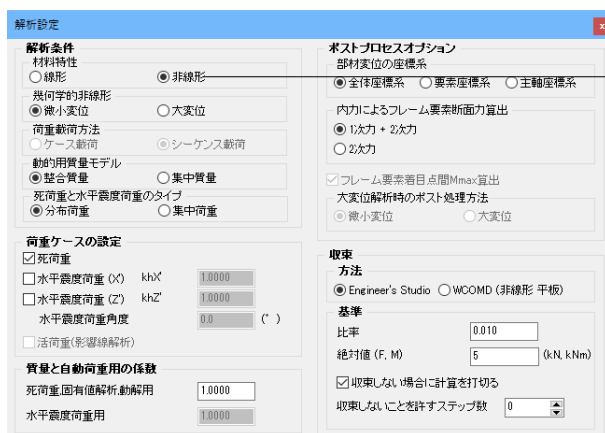 解析設定
x
解析条件
材料特性
線形
非線形
幾何学的非線形
微小変位
大変位
荷重載荷方法
ケース載荷
シーケンス載荷
動的用質量モデル
整合質量
集中質量
死荷重と水平震度荷重のタイプ
分布荷重
集中荷重
荷重ケースの設定
死荷重
水平震度荷重 (X') khX' 1.0000
水平震度荷重 (Z') khZ' 1.0000
水平震度荷重角度 0.0 (°)
活荷重(影響線解析)
質量と自動荷重用の係数
死荷重,固有値解析,動解用 1.0000
水平震度荷重用 1.0000
ポストプロセスオプション
部材変位の座標系
全体座標系
要素座標系
主軸座標系
内力によるフレーム要素断面力算出
1次力 + 2次力
2次力
フレーム要素着目点間Mmax算出
大変位解析時のポスト処理方法
微小変位
大変位
収束
方法
Engineer's Studio
WCOMD (非線形 平板)
基準
比率 0.010
絶対値 (F, M) 5 (kN, kNm)
収束しない場合に計算を打切る
収束しないことを許すステップ数 0